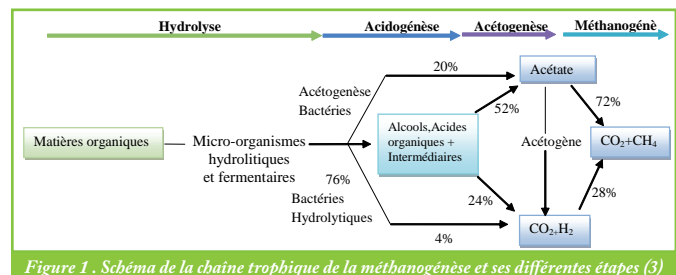 Hydrolyse
Acidogénèse
Acétogenèse
Méthanogénè
20%
Acétate
Acétogenèse
Bactéries
52%
72%
Matières organiques
Micro-organismes
hydrolitiques
et fermentaires
Alcools,Acides
organiques +
Intermédiaires
Acétogène
CO2+CH4
76%
Bactéries
Hydrolytiques
24%
28%
4%
CO2+H2
Figure 1 . Schéma de la chaîne trophique de la méthanogénèse et ses différentes étapes (3)